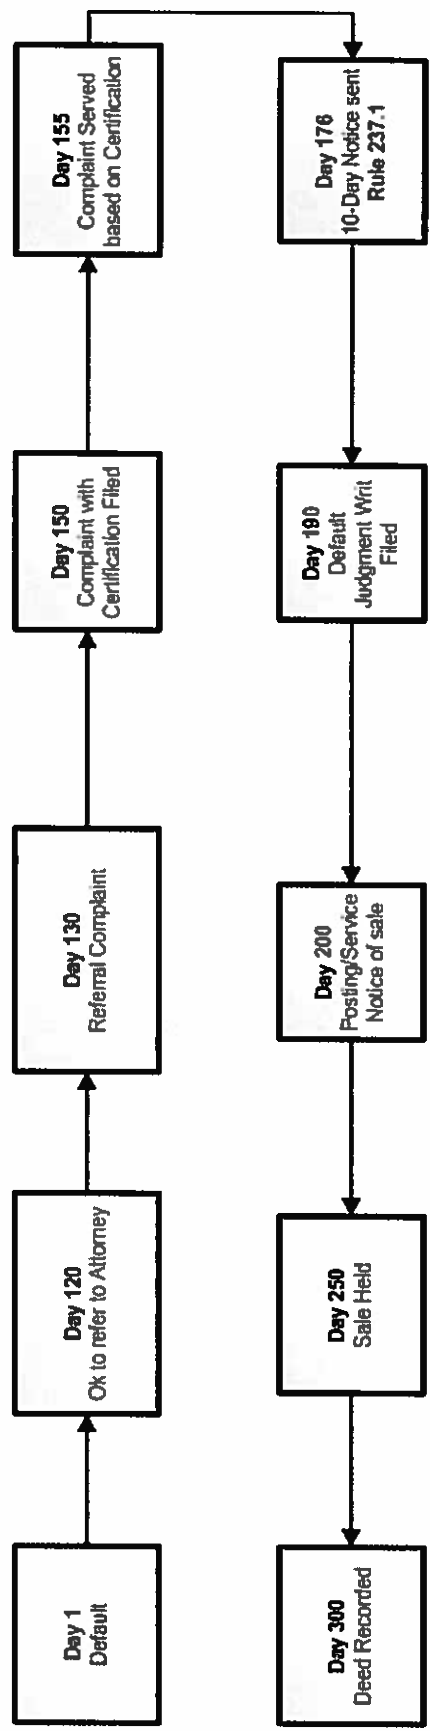 Day 1
Default
Day 120
Ok to refer to Attorney
Day 130
Referral Complaint
Day 150
Complaint with
Certification Filed
Day 155
Complaint Served
based on Certification
Day 176
10-Day Notice sent
Rule 237.1
Day 190
Default
Judgment Writ
Filed
Day 200
Posting/Service
Notice of sale
Day 250
Sale Held
Day 300
Deed Recorded